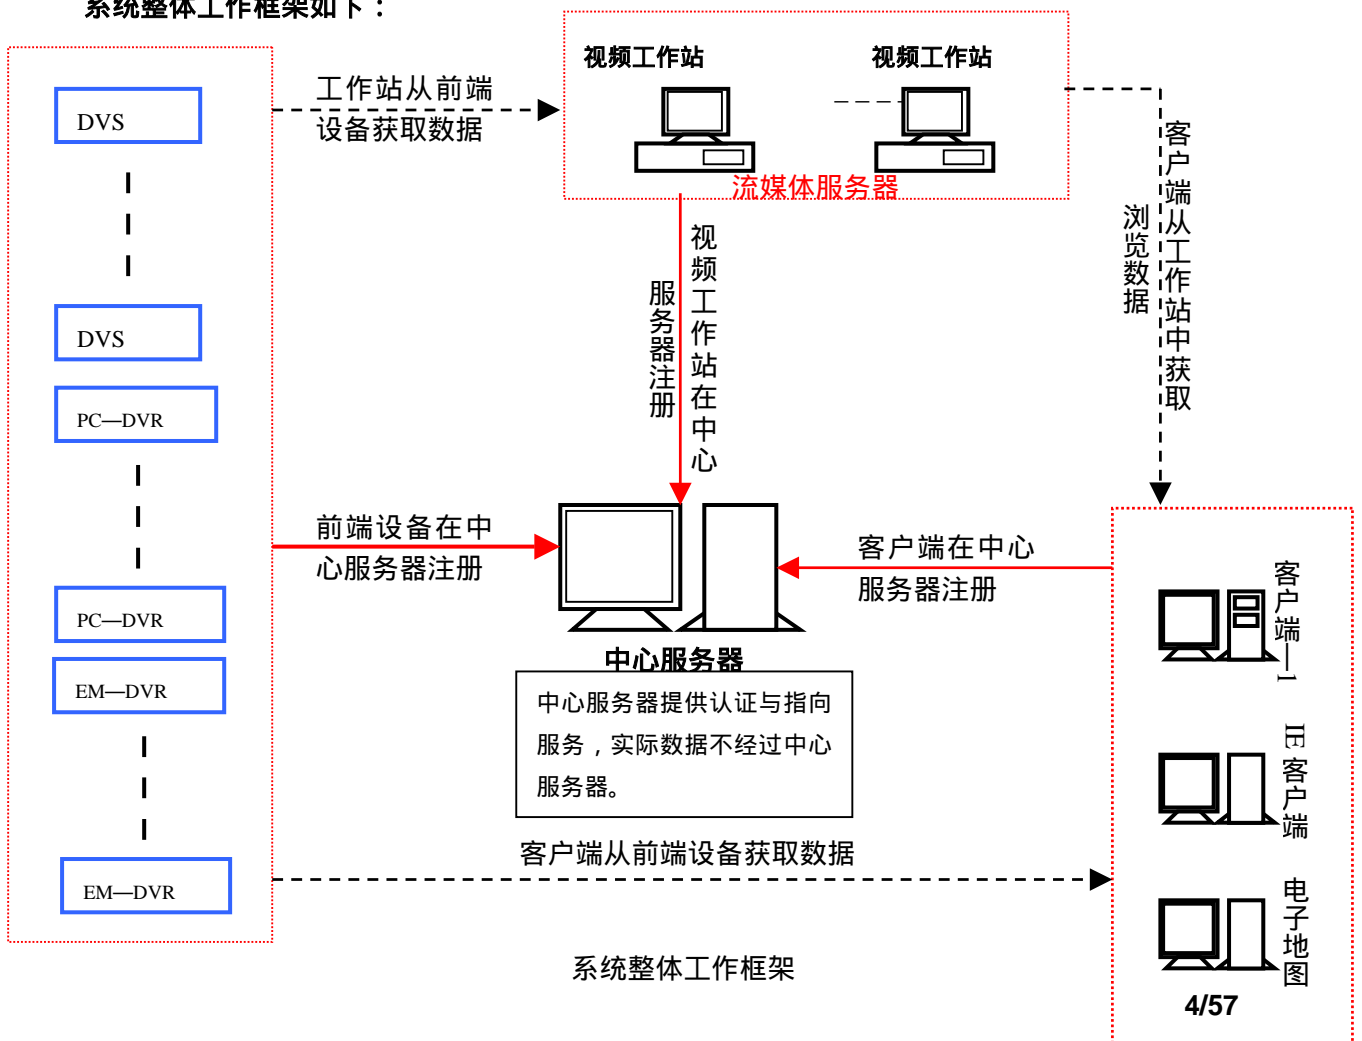 系统整体工作框架如下：
视频工作站
视频工作站
工作站从前端
设备获取数据
DVS
流媒体服务器
客户端从工作站中获取
浏览数据
视频工作站在中心
服务器注册
DVS
PC—DVR
前端设备在中
心服务器注册
客户端在中心
服务器注册
PC—DVR
EM—DVR
中心服务器
中心服务器提供认证与指向
服务，实际数据不经过中心
服务器。
客户端—1
IE 客户端
客户端从前端设备获取数据
EM—DVR
电子地图
系统整体工作框架
4/57